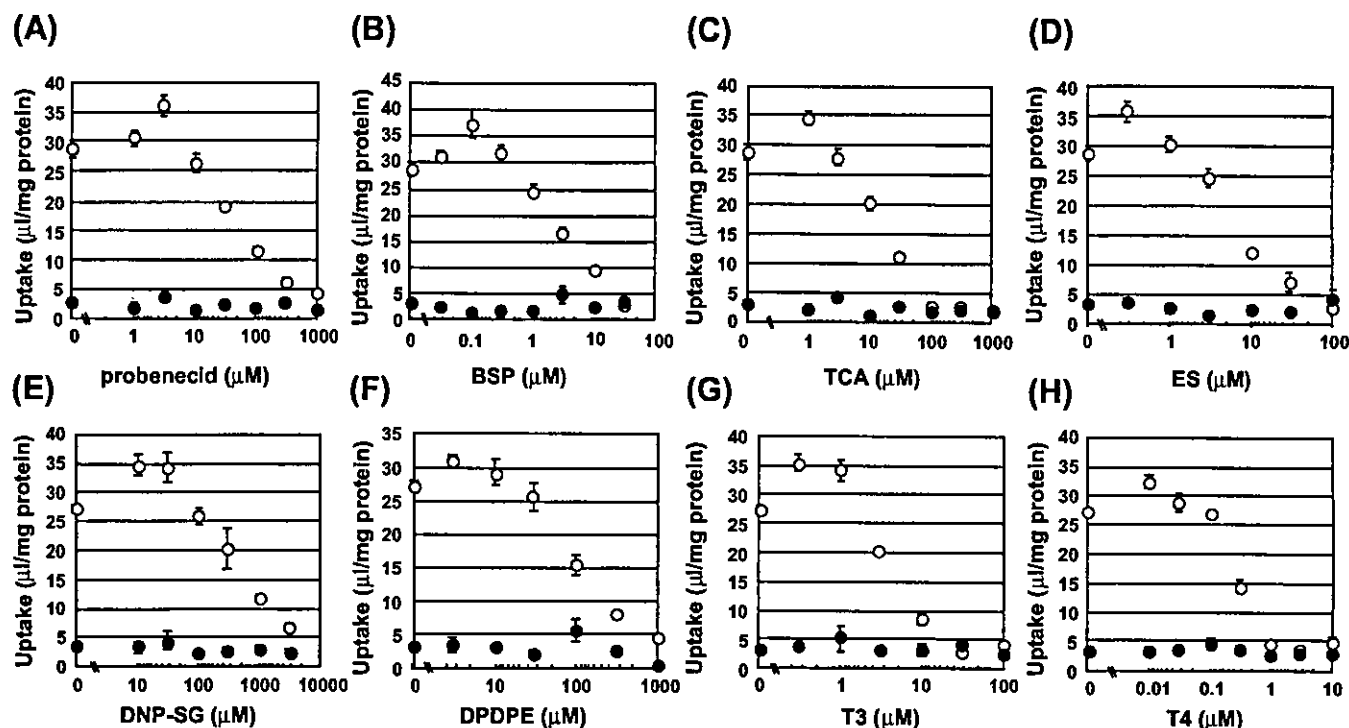 (A) (B) (C) (D)
Uptake (μl/mg protein)
40
35
30
25
20
15
10
5
0
0 1 10 100 1000
probenecid (μM)
Uptake (μl/mg protein)
45
40
35
30
25
20
15
10
5
0
0 0.1 1 10 100
BSP (μM)
Uptake (μl/mg protein)
40
35
30
25
20
15
10
5
0
0 1 10 100 1000
TCA (μM)
Uptake (μl/mg protein)
40
35
30
25
20
15
10
5
0
0 1 10 100
ES (μM)
(E) (F) (G) (H)
Uptake (μl/mg protein)
40
35
30
25
20
15
10
5
0
0 10 100 1000 10000
DNP-SG (μM)
Uptake (μl/mg protein)
35
30
25
20
15
10
5
0
0 10 100 1000
DPDPE (μM)
Uptake (μl/mg protein)
40
35
30
25
20
15
10
5
0
0 1 10 100
T3 (μM)
Uptake (μl/mg protein)
40
35
30
25
20
15
10
5
0
0 0.01 0.1 1 10
T4 (μM)